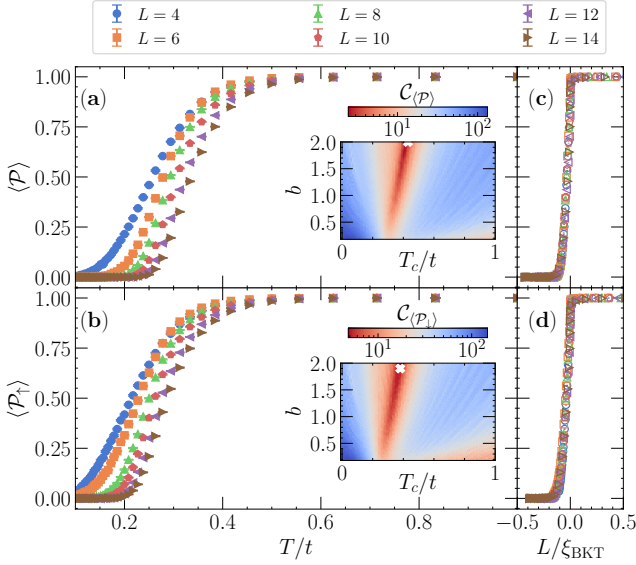 L = 4 L = 8 L = 12
L = 6 L = 10 L = 14
(a) 𝒞⟨𝒫⟩ (c)
10¹ 10²
1.00
0.75
0.50
0.25
0.00
⟨𝒫⟩
2.0
1.5
1.0
0.5
b
0 T_c/t 1
(b) 𝒞⟨𝒫↓⟩ (d)
10¹ 10²
1.00
0.75
0.50
0.25
0.00
⟨𝒫↑⟩
2.0
1.5
1.0
0.5
b
0 T_c/t 1
0.2 0.4 0.6 0.8 −0.5 0.0 0.5
T/t L/ξ_BKT